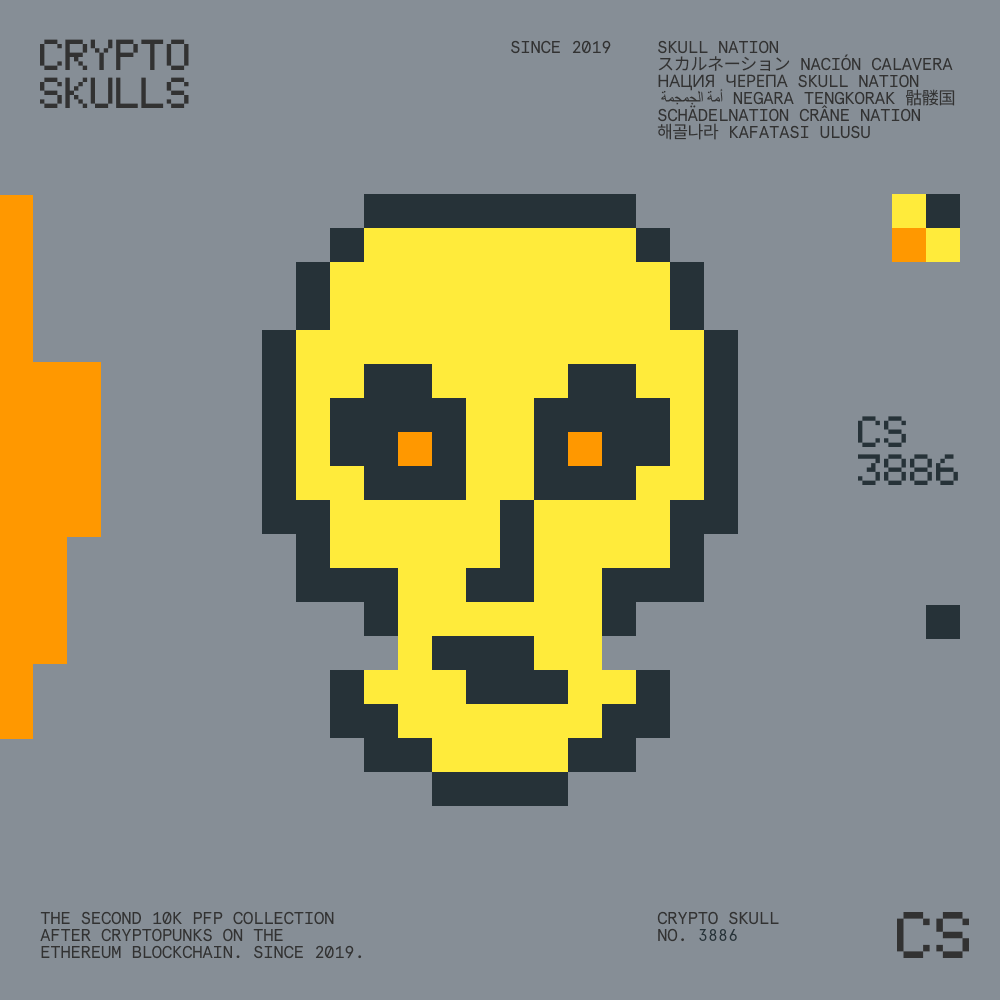 CRYPTO
SKULLS
SINCE 2019
SKULL NATION
スカルネーション NACIÓN CALAVERA
НАЦИЯ ЧЕРЕПА SKULL NATION
أمة الجمجمة NEGARA TENGKORAK 骷髅国
SCHÄDELNATION CRÂNE NATION
해골나라 KAFATASI ULUSU
CS
3886
THE SECOND 10K PFP COLLECTION
AFTER CRYPTOPUNKS ON THE
ETHEREUM BLOCKCHAIN. SINCE 2019.
CRYPTO SKULL
NO. 3886
CS